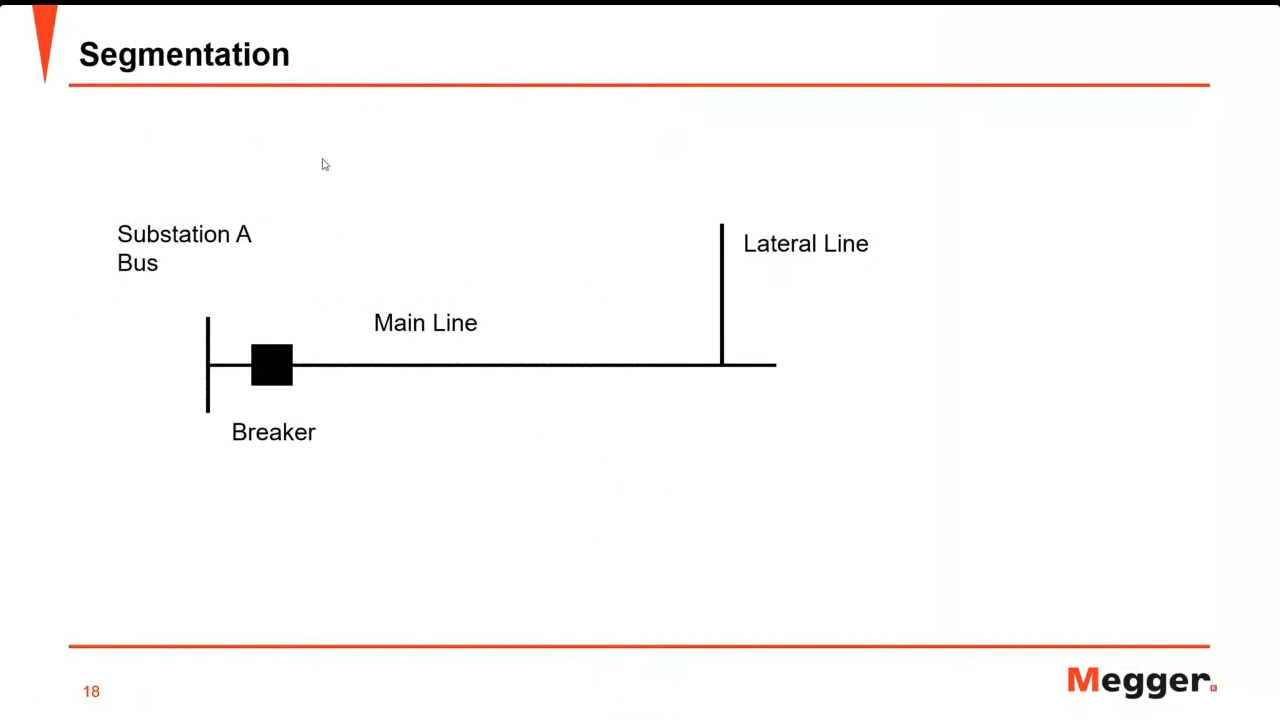 Segmentation
Substation A
Bus
Lateral Line
Main Line
Breaker
18
Megger